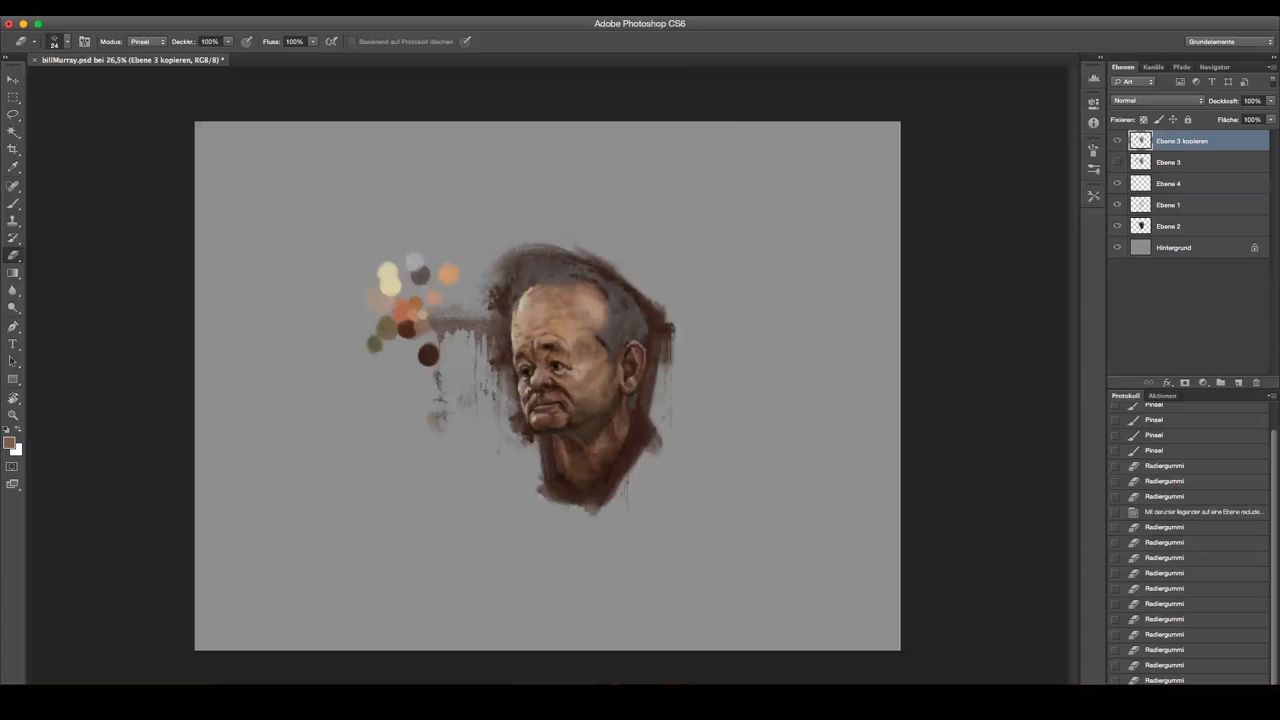 Adobe Photoshop CS6
24
Modus: Pinsel Deckkr.: 100% Fluss: 100% Basierend auf Protokoll löschen
Grundelemente
× billMurray.psd bei 26,5% (Ebene 3 kopieren, RGB/8) *
Ebenen Kanäle Pfade Navigator
Art
Normal Deckkraft: 100%
Fixieren: Fläche: 100%
Ebene 3 kopieren
Ebene 3
Ebene 4
Ebene 1
Ebene 2
Hintergrund
fx
Protokoll Aktionen
Pinsel
Pinsel
Pinsel
Pinsel
Radiergummi
Radiergummi
Radiergummi
Mit darunter liegender auf eine Ebene reduzie...
Radiergummi
Radiergummi
Radiergummi
Radiergummi
Radiergummi
Radiergummi
Radiergummi
Radiergummi
Radiergummi
Radiergummi
Radiergummi